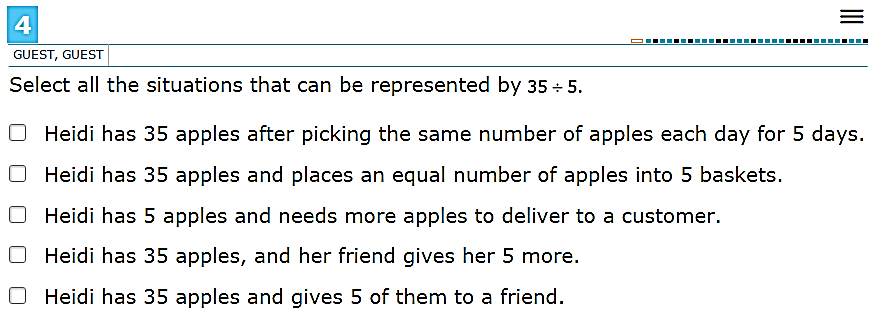 4
GUEST, GUEST
Select all the situations that can be represented by 35 ÷ 5.
Heidi has 35 apples after picking the same number of apples each day for 5 days.
Heidi has 35 apples and places an equal number of apples into 5 baskets.
Heidi has 5 apples and needs more apples to deliver to a customer.
Heidi has 35 apples, and her friend gives her 5 more.
Heidi has 35 apples and gives 5 of them to a friend.